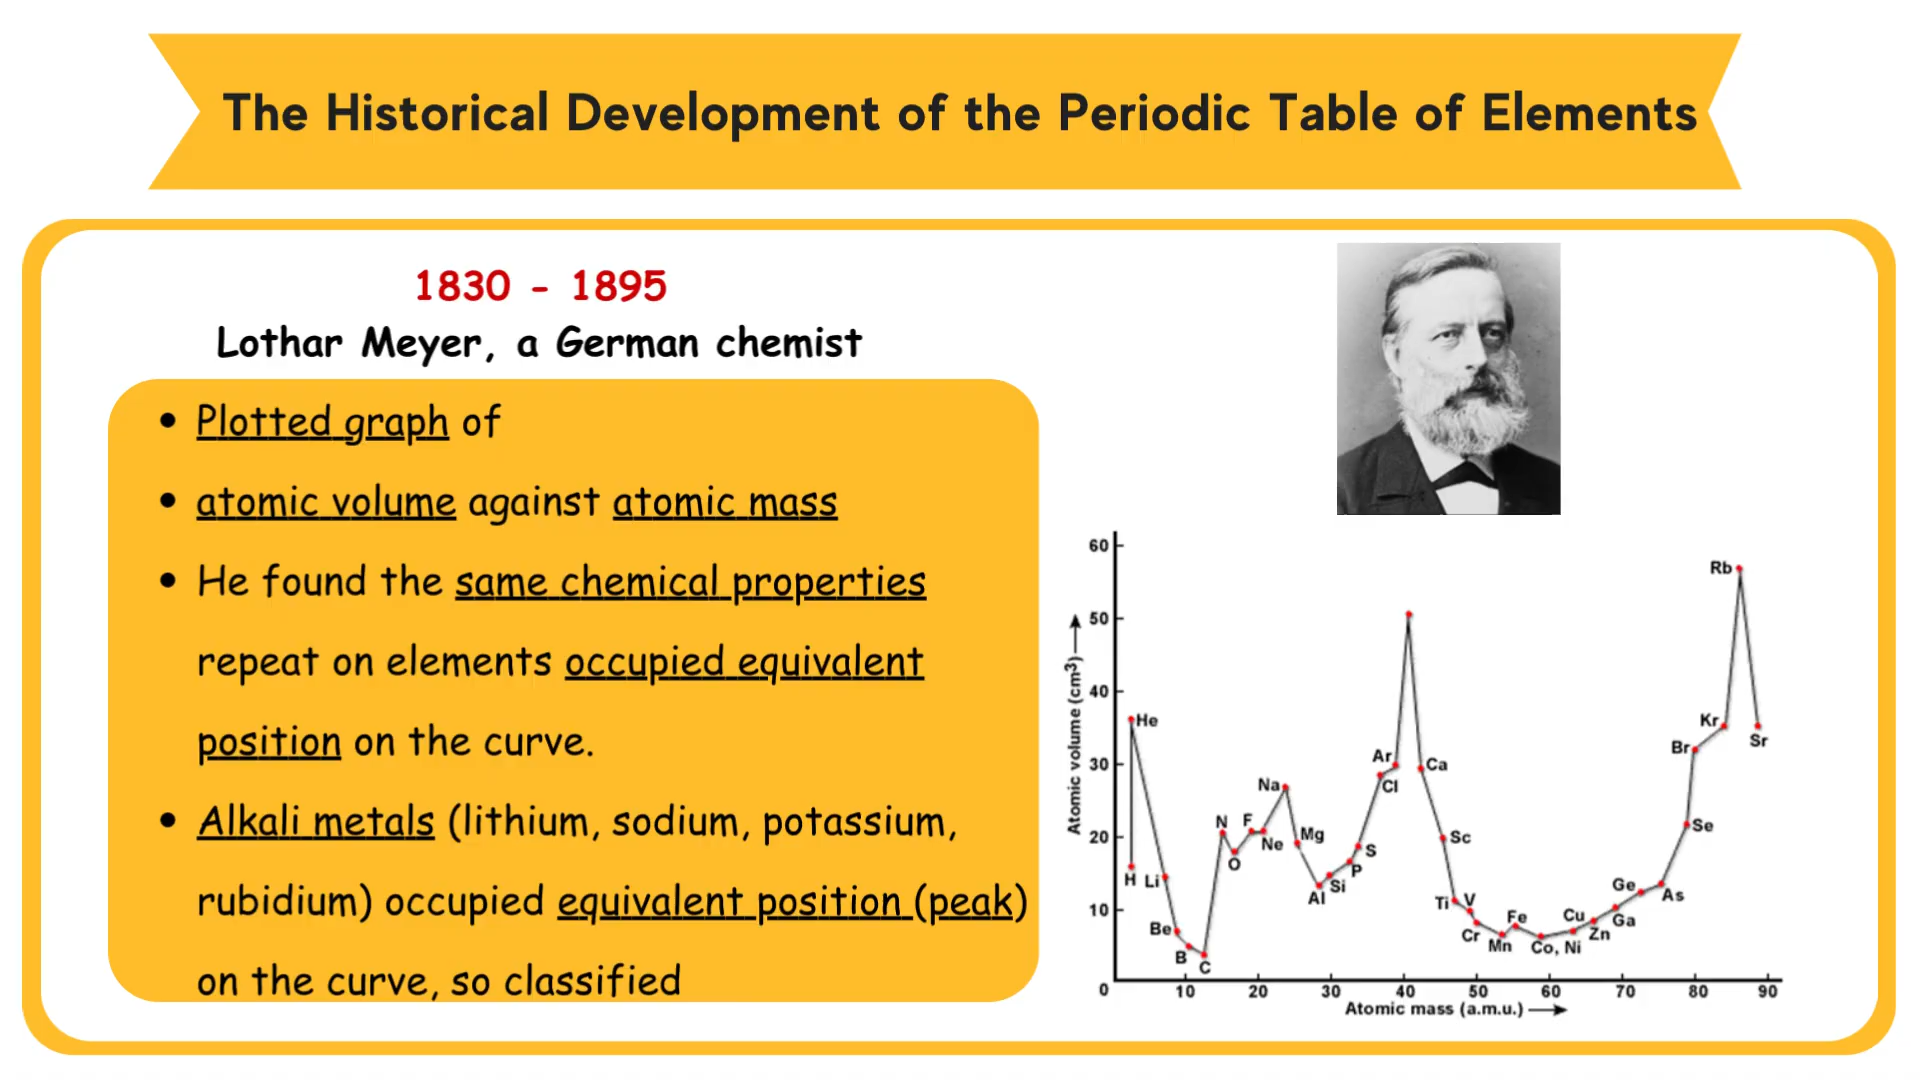 The Historical Development of the Periodic Table of Elements
1830 - 1895
Lothar Meyer, a German chemist
• Plotted graph of
• atomic volume against atomic mass
• He found the same chemical properties
repeat on elements occupied equivalent
position on the curve.
• Alkali metals (lithium, sodium, potassium,
rubidium) occupied equivalent position (peak)
on the curve, so classified
Atomic volume (cm³)
60
50
40
30
20
10
0
10 20 30 40 50 60 70 80 90
Atomic mass (a.m.u.)
H
He
Li
Be
B
C
N
O
F
Ne
Na
Mg
Al
Si
P
S
Cl
Ar
Ca
Sc
Ti
V
Cr
Mn
Fe
Co, Ni
Cu
Zn
Ga
Ge
As
Se
Br
Kr
Rb
Sr